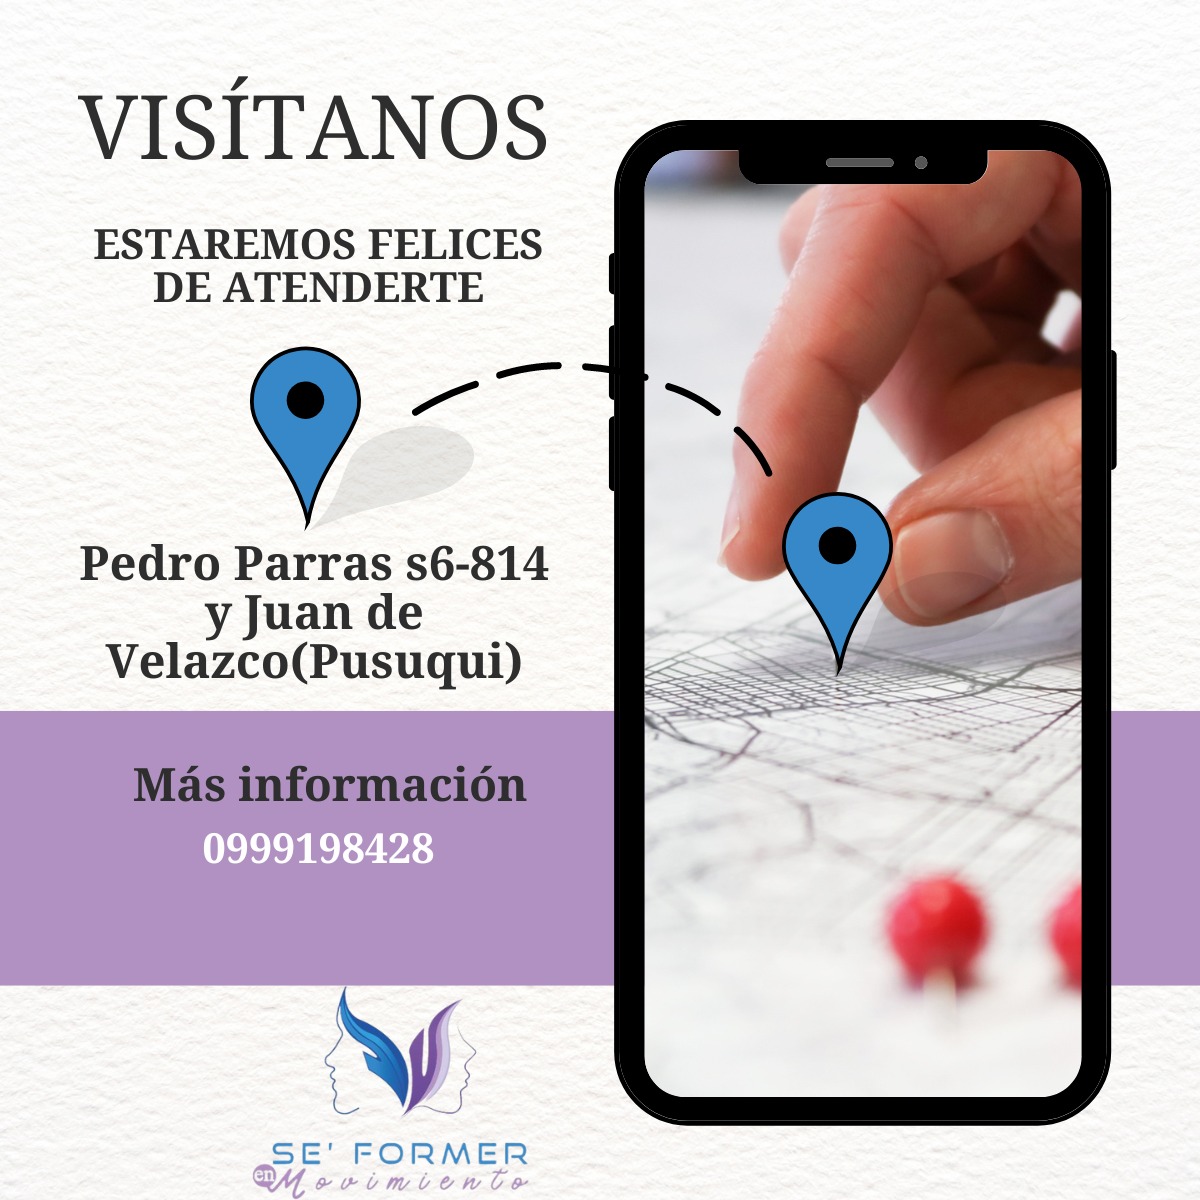 VISÍTANOS
ESTAREMOS FELICES
DE ATENDERTE
Pedro Parras s6-814
y Juan de
Velazco(Pusuqui)
Más información
0999198428
SE' FORMER
en Movimiento